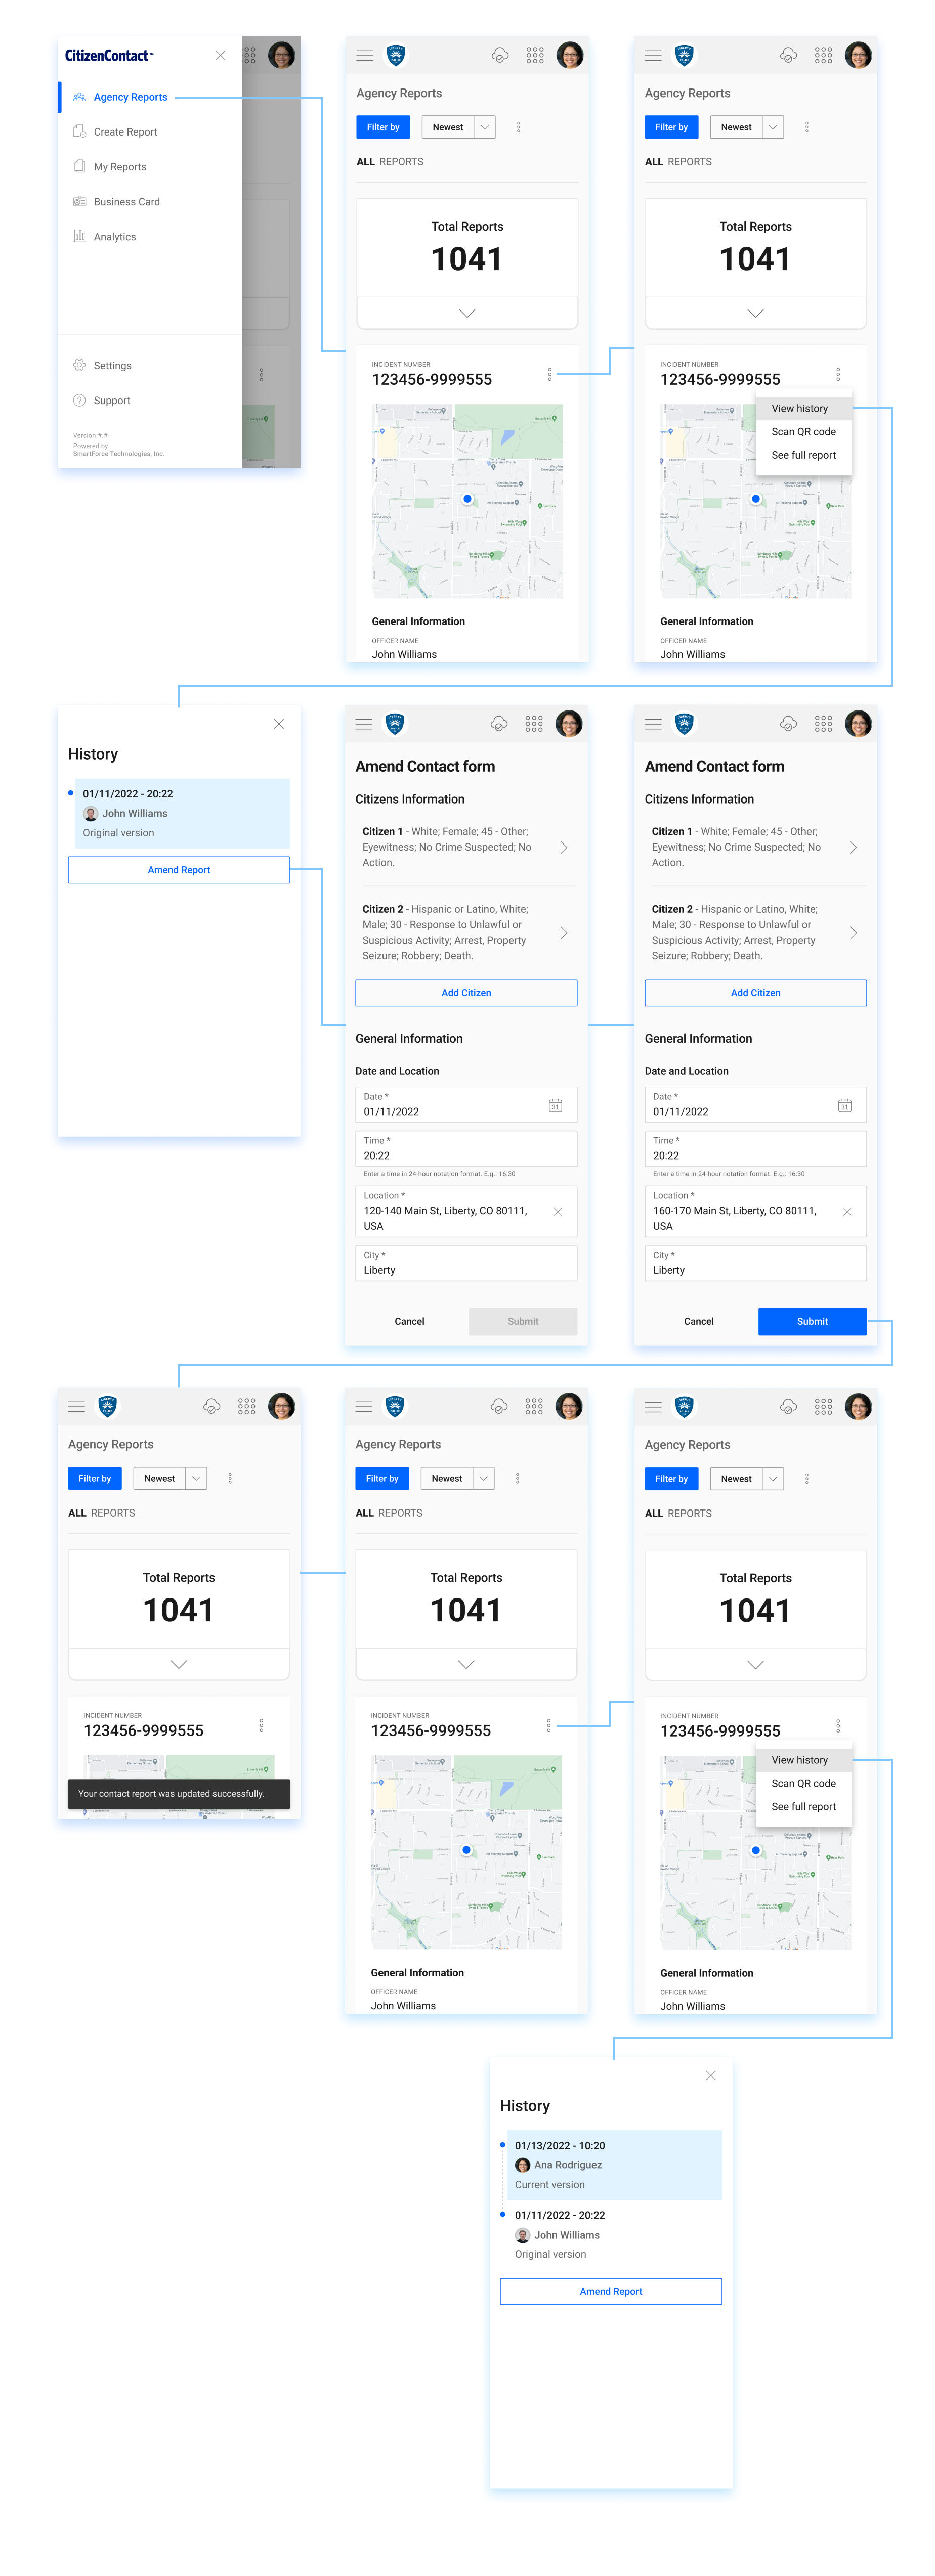 CitizenContact™
Agency Reports
Create Report
My Reports
Business Card
Analytics
Settings
Support
Version #.#
Powered by
SmartForce Technologies, Inc.
Agency Reports
Filter by
Newest
ALL REPORTS
Total Reports
1041
INCIDENT NUMBER
123456-9999555
General Information
OFFICER NAME
John Williams
Agency Reports
Filter by
Newest
ALL REPORTS
Total Reports
1041
INCIDENT NUMBER
123456-9999555
View history
Scan QR code
See full report
General Information
OFFICER NAME
John Williams
History
01/11/2022 - 20:22
John Williams
Original version
Amend Report
Amend Contact form
Citizens Information
Citizen 1 - White; Female; 45 - Other;
Eyewitness; No Crime Suspected; No
Action.
Citizen 2 - Hispanic or Latino, White;
Male; 30 - Response to Unlawful or
Suspicious Activity; Arrest, Property
Seizure; Robbery; Death.
Add Citizen
General Information
Date and Location
Date *
01/11/2022
31
Time *
20:22
Enter a time in 24-hour notation format. E.g.: 16:30
Location *
120-140 Main St, Liberty, CO 80111,
USA
City *
Liberty
Cancel
Submit
Amend Contact form
Citizens Information
Citizen 1 - White; Female; 45 - Other;
Eyewitness; No Crime Suspected; No
Action.
Citizen 2 - Hispanic or Latino, White;
Male; 30 - Response to Unlawful or
Suspicious Activity; Arrest, Property
Seizure; Robbery; Death.
Add Citizen
General Information
Date and Location
Date *
01/11/2022
31
Time *
20:22
Enter a time in 24-hour notation format. E.g.: 16:30
Location *
160-170 Main St, Liberty, CO 80111,
USA
City *
Liberty
Cancel
Submit
Agency Reports
Filter by
Newest
ALL REPORTS
Total Reports
1041
INCIDENT NUMBER
123456-9999555
Your contact report was updated successfully.
Agency Reports
Filter by
Newest
ALL REPORTS
Total Reports
1041
INCIDENT NUMBER
123456-9999555
General Information
OFFICER NAME
John Williams
Agency Reports
Filter by
Newest
ALL REPORTS
Total Reports
1041
INCIDENT NUMBER
123456-9999555
View history
Scan QR code
See full report
General Information
OFFICER NAME
John Williams
History
01/13/2022 - 10:20
Ana Rodriguez
Current version
01/11/2022 - 20:22
John Williams
Original version
Amend Report